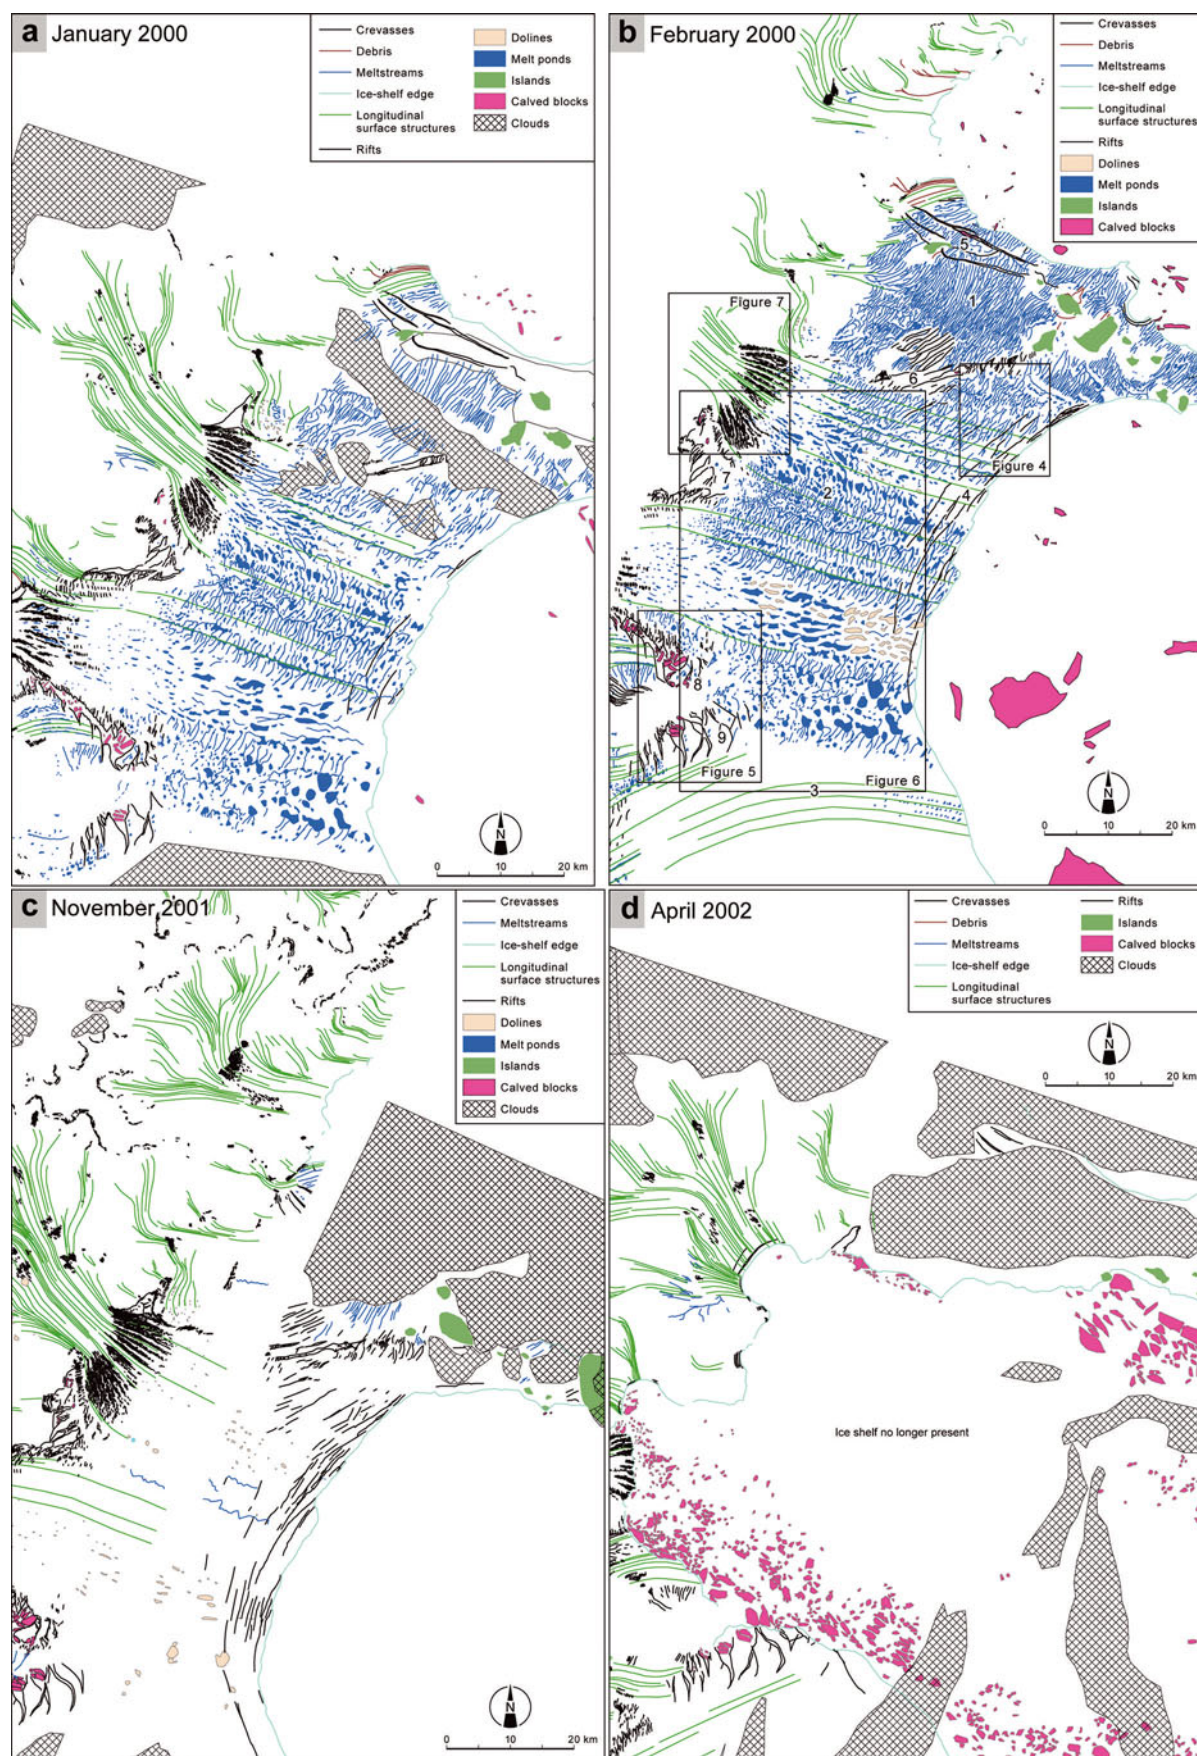 a January 2000
Crevasses
Debris
Meltstreams
Ice-shelf edge
Longitudinal
surface structures
Rifts
Dolines
Melt ponds
Islands
Calved blocks
Clouds
N
0 10 20 km
b February 2000
Crevasses
Debris
Meltstreams
Ice-shelf edge
Longitudinal
surface structures
Rifts
Dolines
Melt ponds
Islands
Calved blocks
5
1
Figure 7
6
Figure 4
7
2
4
8
9
Figure 5
Figure 6
3
N
0 10 20 km
c November 2001
Crevasses
Meltstreams
Ice-shelf edge
Longitudinal
surface structures
Rifts
Dolines
Melt ponds
Islands
Calved blocks
Clouds
N
0 10 20 km
d April 2002
Crevasses
Debris
Meltstreams
Ice-shelf edge
Longitudinal
surface structures
Rifts
Islands
Calved blocks
Clouds
N
0 10 20 km
Ice shelf no longer present